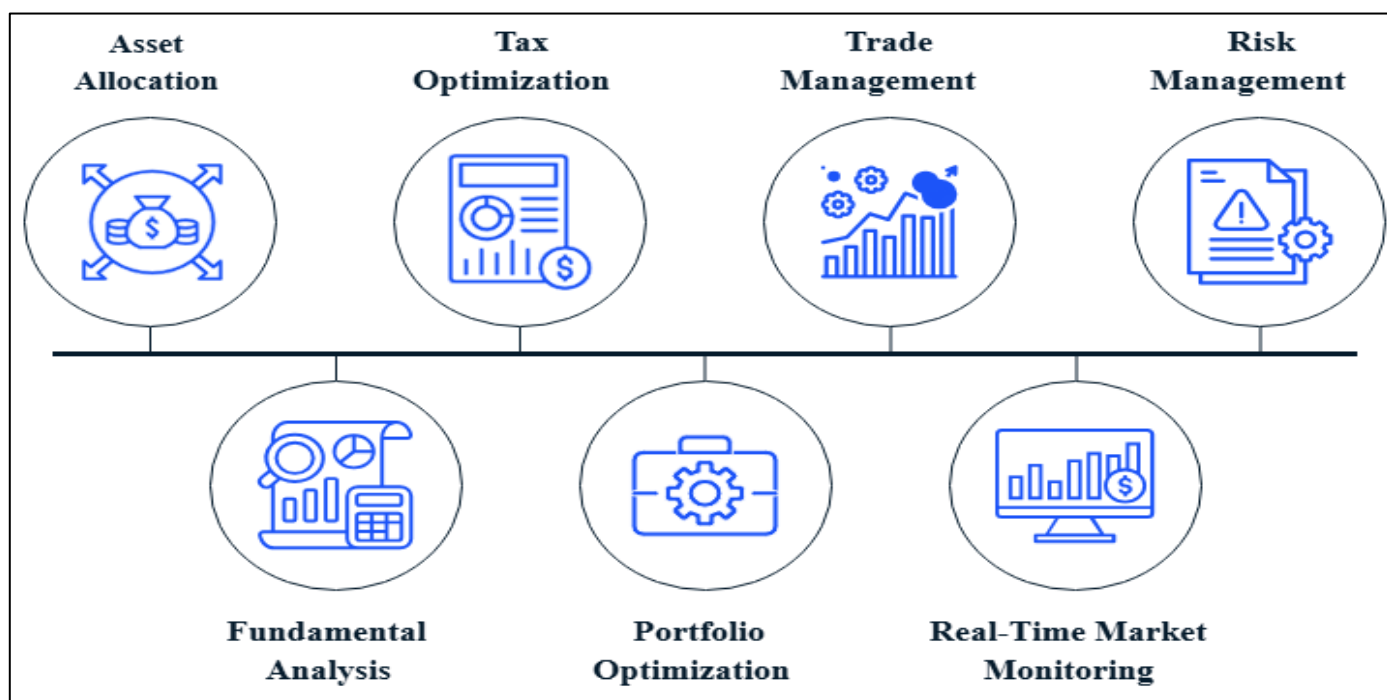 Asset
Allocation
Tax
Optimization
Trade
Management
Risk
Management
$
$
Fundamental
Analysis
Portfolio
Optimization
$
Real-Time Market
Monitoring